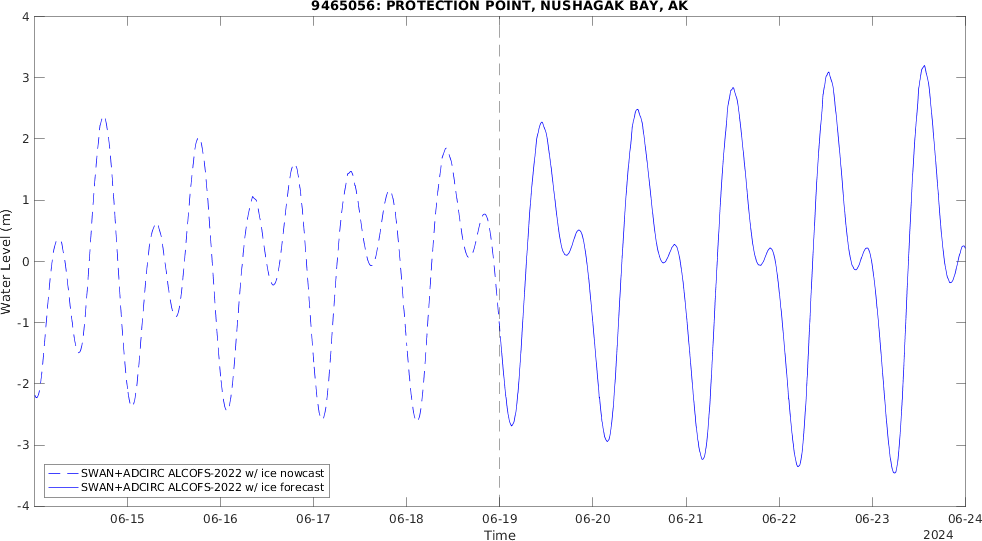 9465056: PROTECTION POINT, NUSHAGAK BAY, AK
4
3
2
1
0
-1
-2
-3
-4
Water Level (m)
SWAN+ADCIRC ALCOFS-2022 w/ ice nowcast
SWAN+ADCIRC ALCOFS-2022 w/ ice forecast
06-15 06-16 06-17 06-18 06-19 06-20 06-21 06-22 06-23 06-24
Time
2024